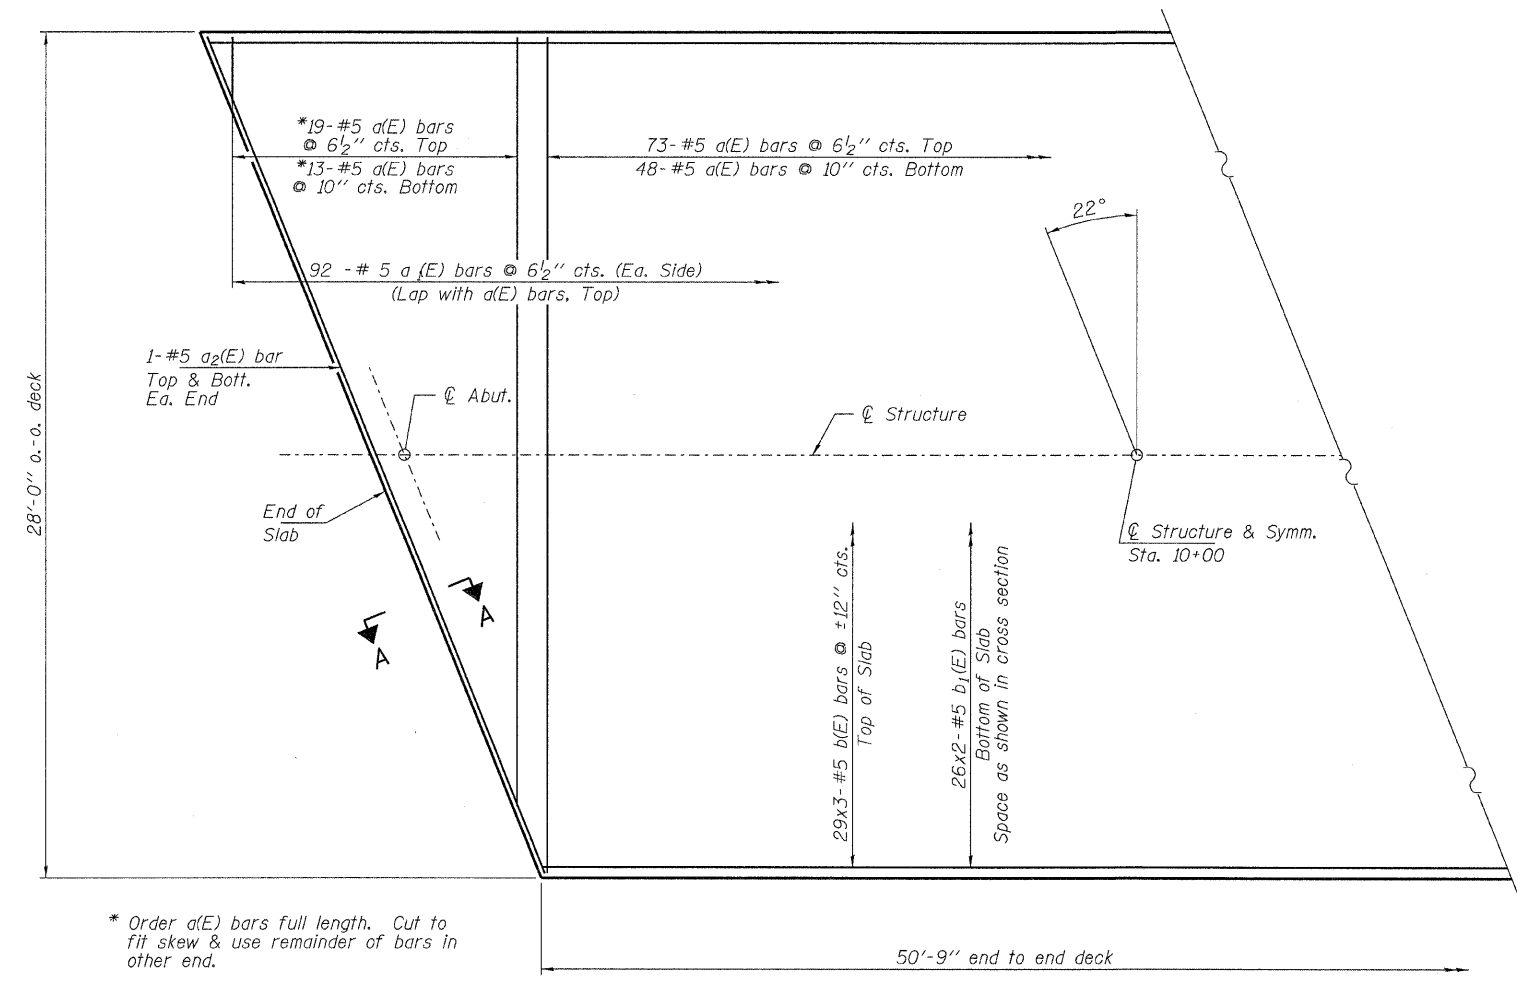 *19-#5 a(E) bars
@ 6½" cts. Top
*13-#5 a(E) bars
@ 10" cts. Bottom
73-#5 a(E) bars @ 6½" cts. Top
48-#5 a(E) bars @ 10" cts. Bottom
22°
92 -# 5 a₁(E) bars @ 6½" cts. (Ea. Side)
(Lap with a(E) bars, Top)
1-#5 a₂(E) bar
Top & Bott.
Ea. End
℄ Abut.
℄ Structure
28'-0" o.-o. deck
End of
Slab
℄ Structure & Symm.
Sta. 10+00
A
A
29x3-#5 b(E) bars @ ±12" cts.
Top of Slab
26x2-#5 b₁(E) bars
Bottom of Slab
Space as shown in cross section
* Order a(E) bars full length. Cut to
fit skew & use remainder of bars in
other end.
50'-9" end to end deck